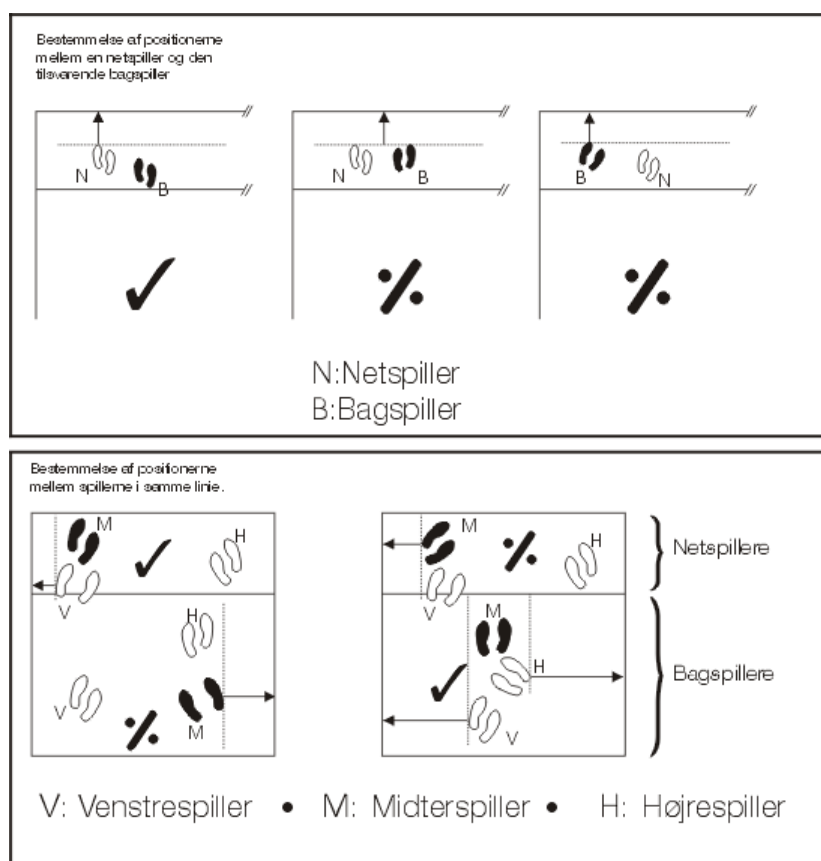 Bestemmelse af positionerne
mellem en netspiller og den
tilsvarende bagspiller
N
B
N
B
B
N
N:Netspiller
B:Bagspiller
Bestemmelse af positionerne
mellem spillerne i samme linie.
M
H
V
H
V
M
M
H
V
M
H
V
Netspillere
Bagspillere
V: Venstrespiller • M: Midterspiller • H: Højrespiller